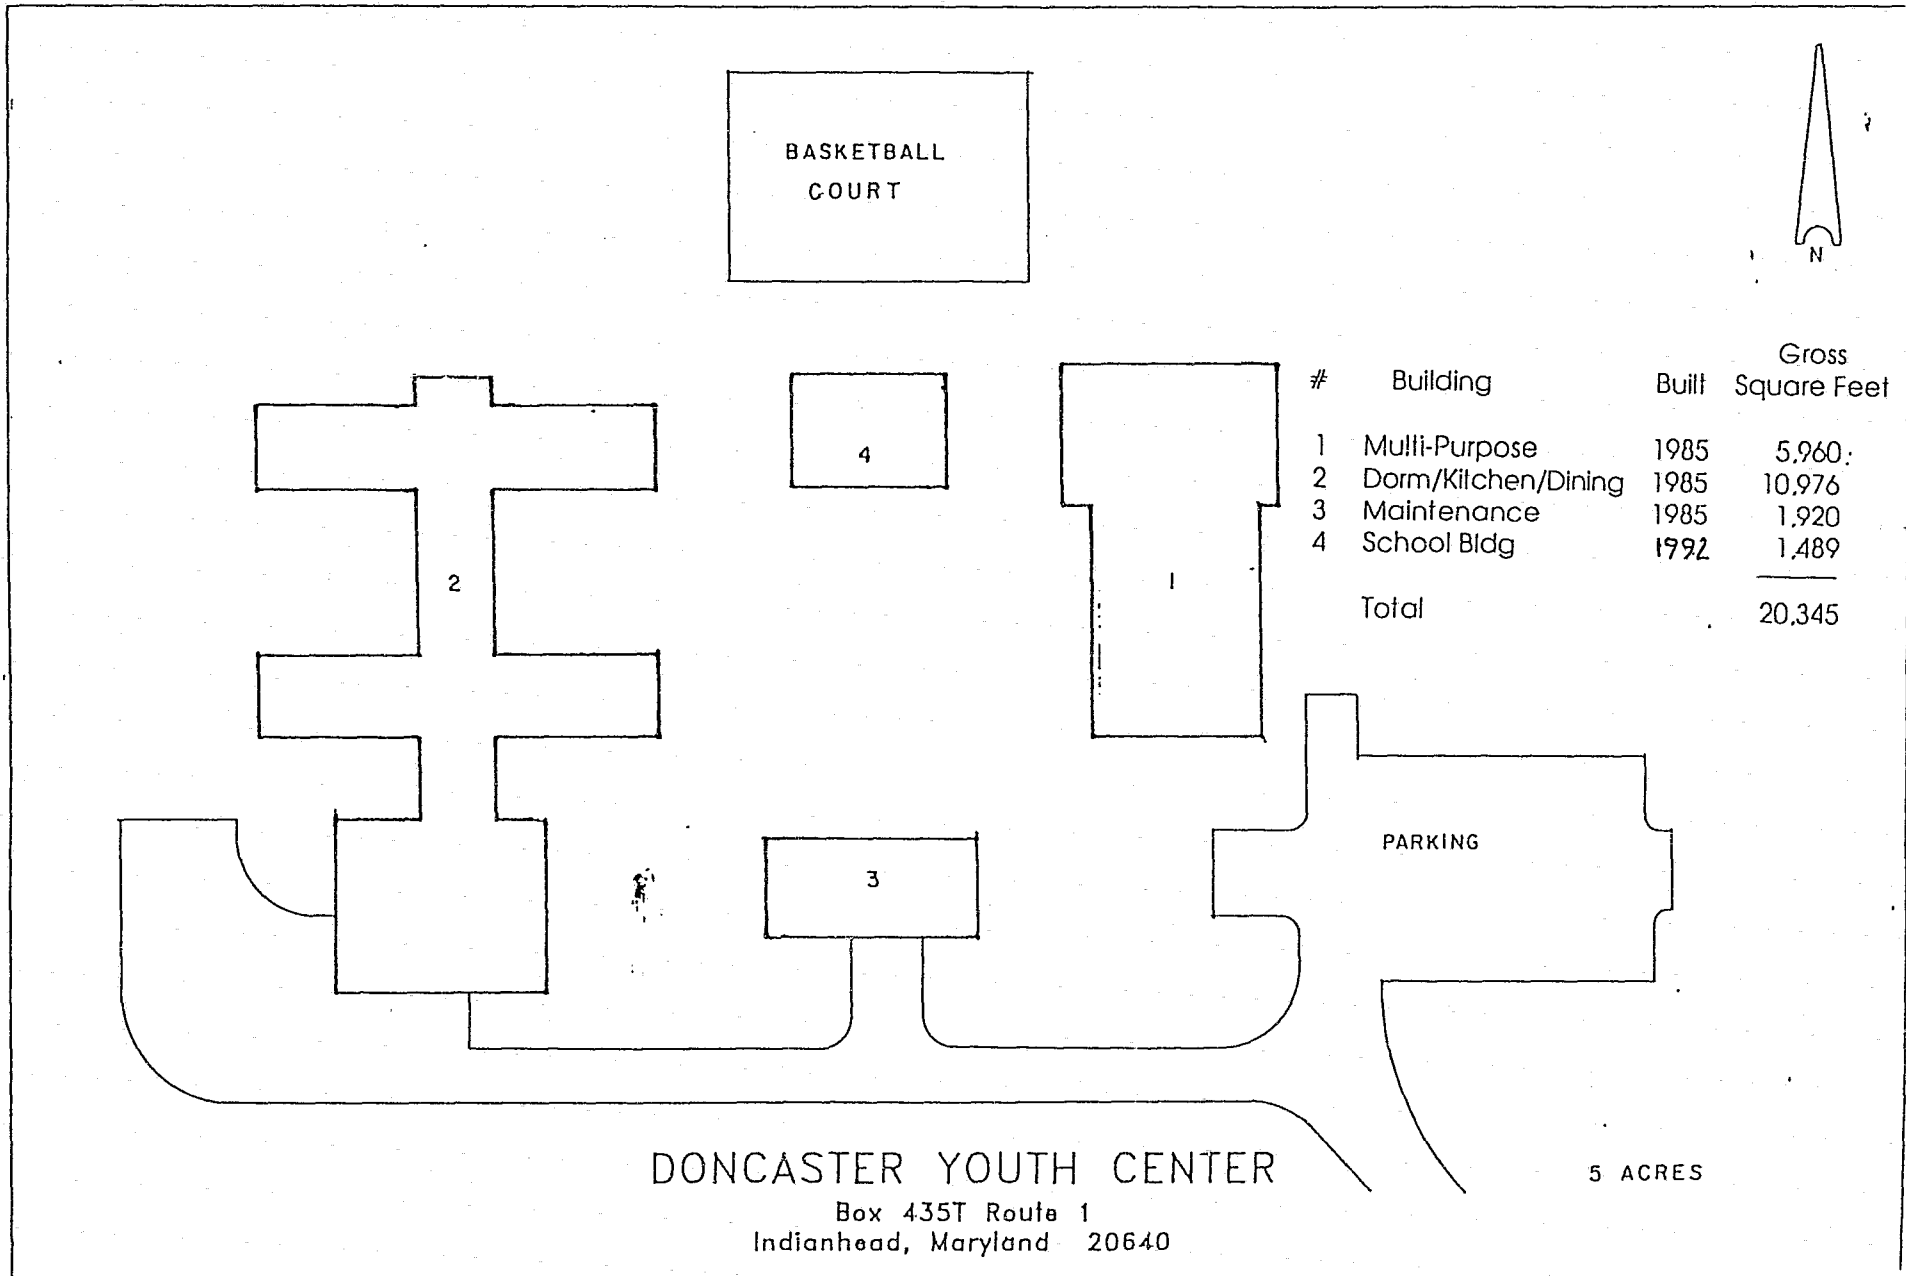 BASKETBALL
COURT
N
Gross
# Building Built Square Feet
1 Multi-Purpose 1985 5,960
2 Dorm/Kitchen/Dining 1985 10,976
3 Maintenance 1985 1,920
4 School Bldg 1992 1,489
Total 20,345
4
2
1
PARKING
3
DONCASTER YOUTH CENTER
Box 435T Route 1
Indianhead, Maryland 20640
5 ACRES